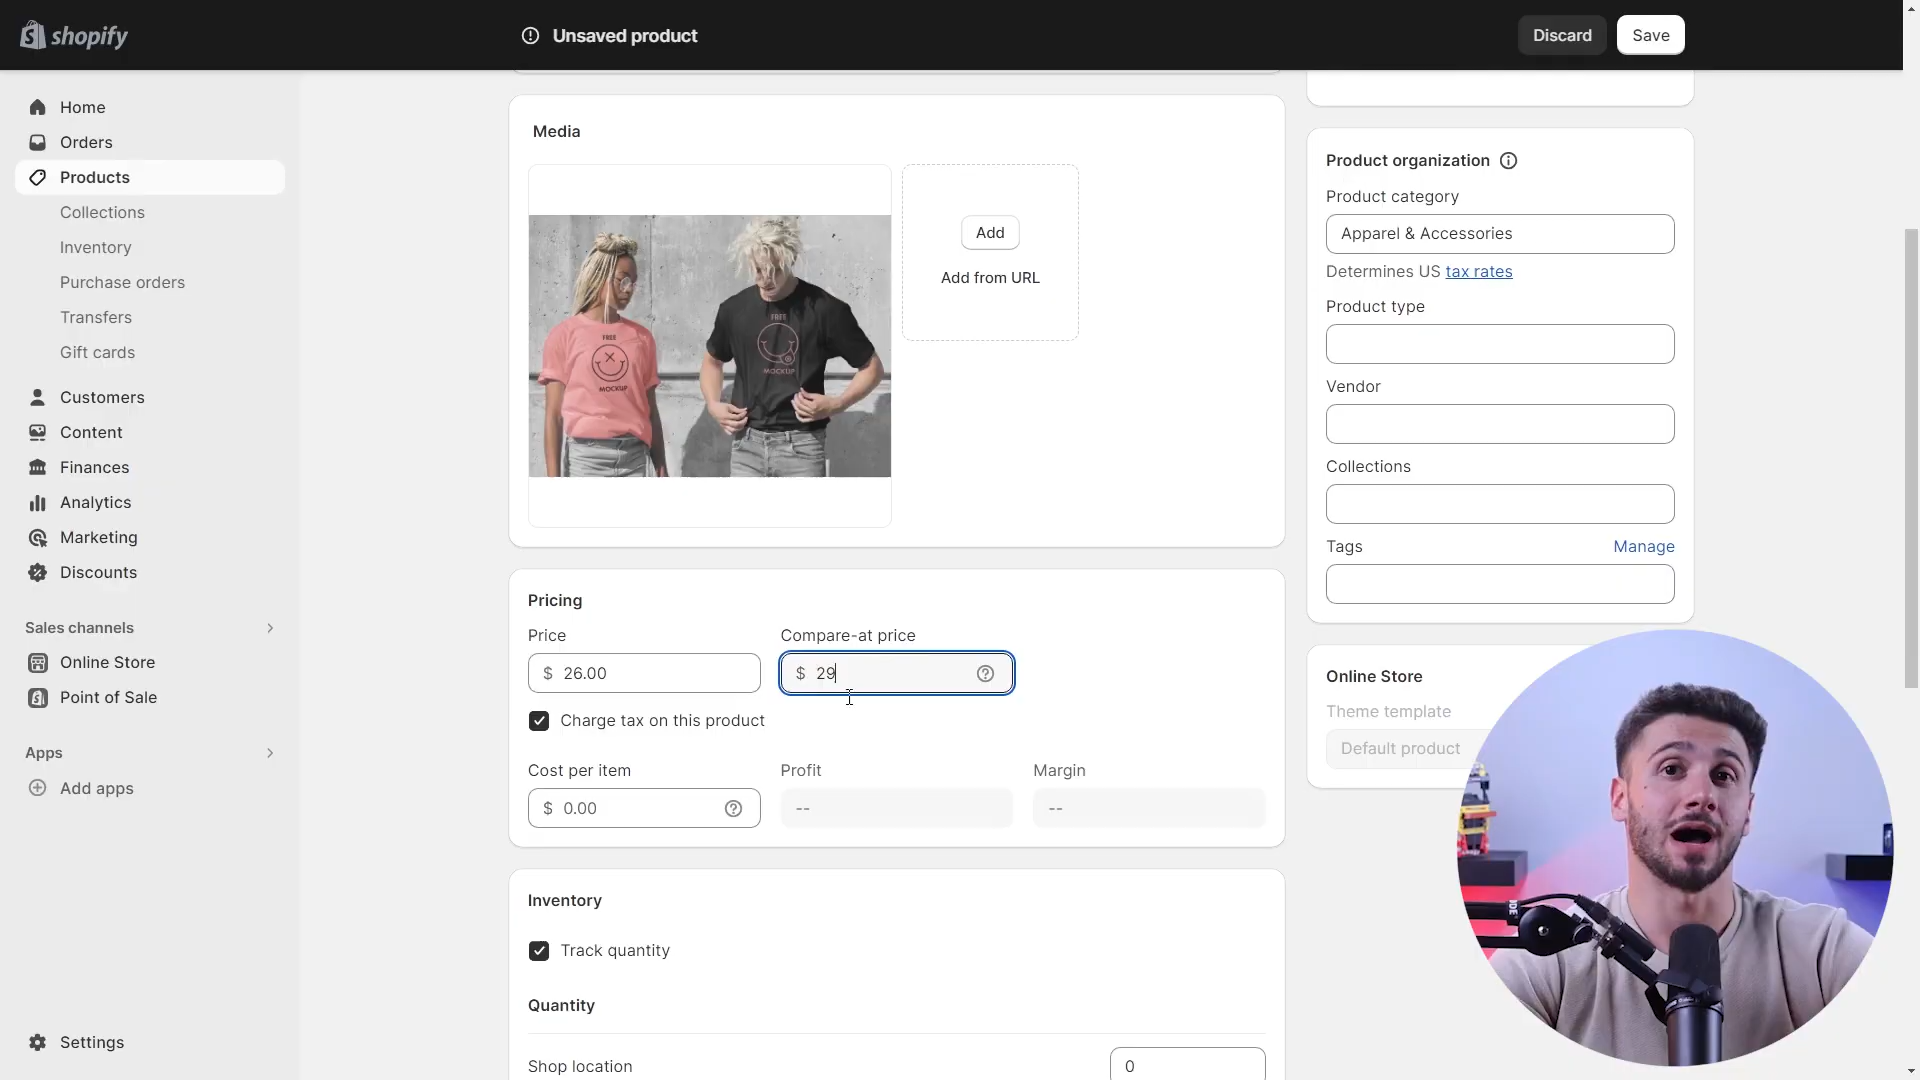 shopify
Unsaved product
Discard
Save
Home
Orders
Products
Collections
Inventory
Purchase orders
Transfers
Gift cards
Customers
Content
Finances
Analytics
Marketing
Discounts
Sales channels
Online Store
Point of Sale
Apps
Add apps
Settings
Media
FREE
MOCKUP
FREE
MOCKUP
Add
Add from URL
Pricing
Price
Compare-at price
$ 26.00
$ 29
Charge tax on this product
Cost per item
Profit
Margin
$ 0.00
--
--
Inventory
Track quantity
Quantity
Shop location
0
Product organization
Product category
Apparel & Accessories
Determines US tax rates
Product type
Vendor
Collections
Tags
Manage
Online Store
Theme template
Default product